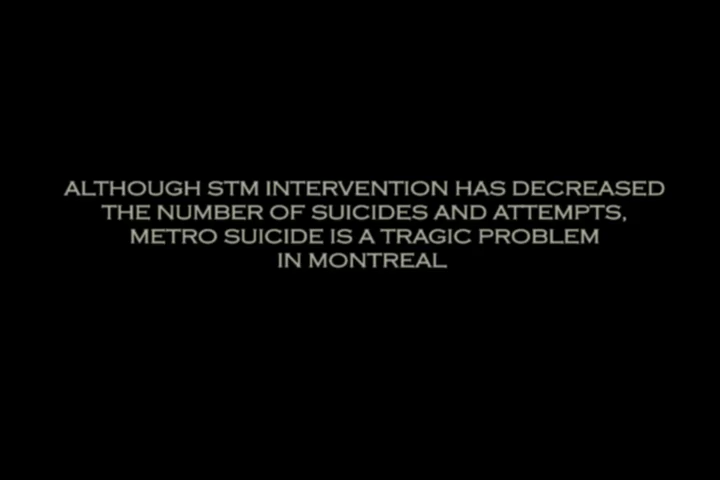 ALTHOUGH STM INTERVENTION HAS DECREASED
THE NUMBER OF SUICIDES AND ATTEMPTS,
METRO SUICIDE IS A TRAGIC PROBLEM
IN MONTREAL